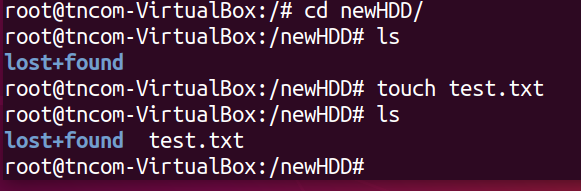 root@tncom-VirtualBox:/# cd newHDD/
root@tncom-VirtualBox:/newHDD# ls
lost+found
root@tncom-VirtualBox:/newHDD# touch test.txt
root@tncom-VirtualBox:/newHDD# ls
lost+found  test.txt
root@tncom-VirtualBox:/newHDD#